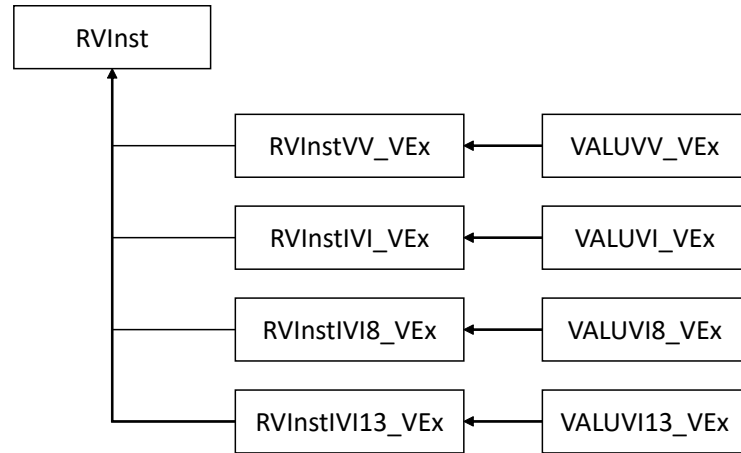 RVInst
RVInstVV_VEx
VALUVV_VEx
RVInstIVI_VEx
VALUVI_VEx
RVInstIVI8_VEx
VALUVI8_VEx
RVInstIVI13_VEx
VALUVI13_VEx